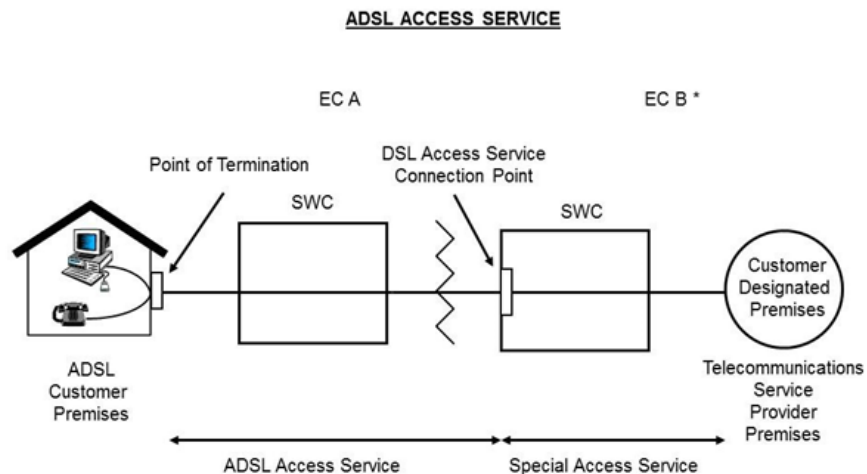 ADSL ACCESS SERVICE
EC A
EC B *
Point of Termination
DSL Access Service
Connection Point
SWC
SWC
Customer
Designated
Premises
ADSL
Customer
Premises
Telecommunications
Service
Provider
Premises
ADSL Access Service
Special Access Service